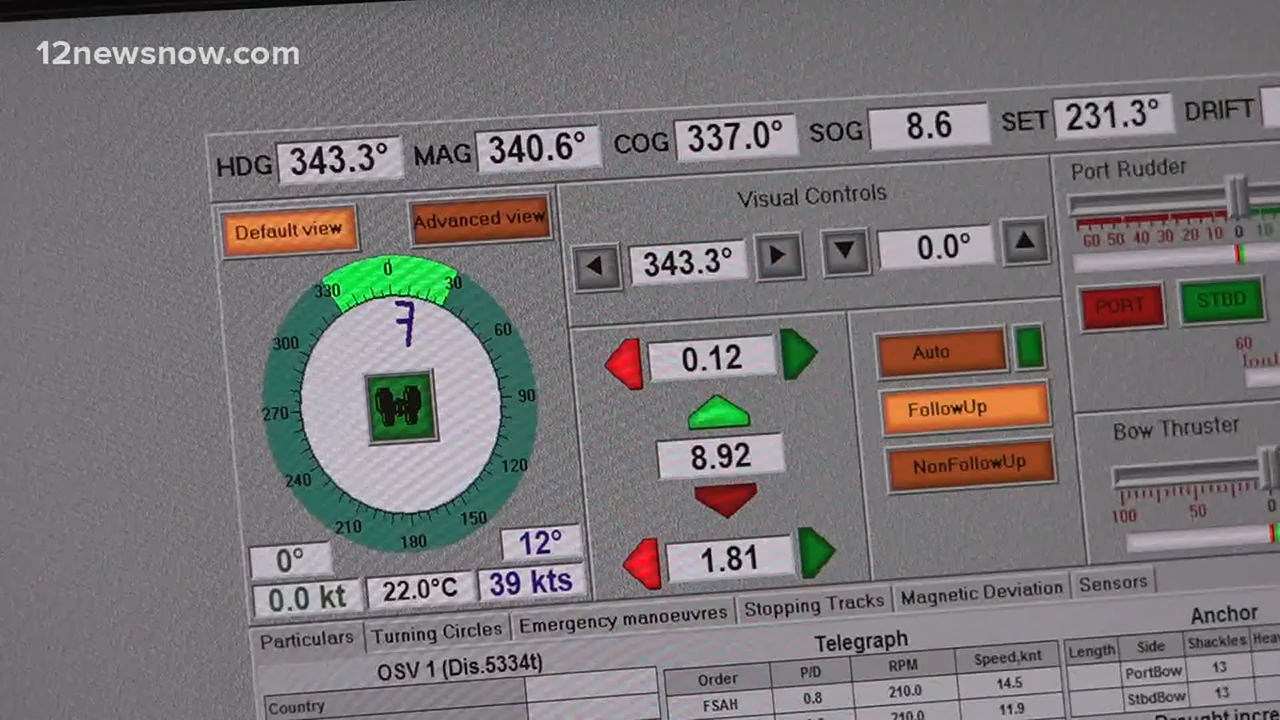 12newsnow.com
HDG 343.3° MAG 340.6° COG 337.0° SOG 8.6 SET 231.3° DRIFT
Default view Advanced view
Visual Controls
343.3° 0.0°
Port Rudder
60 50 40 30 20 10 0 10
PORT STBD
60
0 30 60 90 120 150 180 210 240 270 300 330
0.12
8.92
1.81
Auto
FollowUp
NonFollowUp
Bow Thruster
100 50 0
0° 12°
0.0 kt 22.0°C 39 kts
Particulars Turning Circles Emergency manoeuvres Stopping Tracks Magnetic Deviation Sensors
OSV 1 (Dis.5334t)
Country
Telegraph
Order P/D RPM Speed,knt
FSAH 0.8 210.0 14.5
210.0 11.9
Anchor
Length Side Shackles
PortBow 13
StbdBow 13